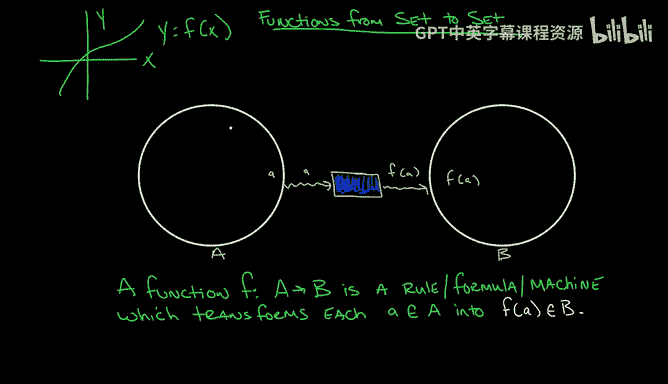 Functions from Set to Set
GPT中英字幕课程资源 bilibili
y
y = f(x)
x
a
a
f(a)
f(a)
A
B
A function f: A → B is a rule/formula/machine
which transforms each a ∈ A into f(a) ∈ B.